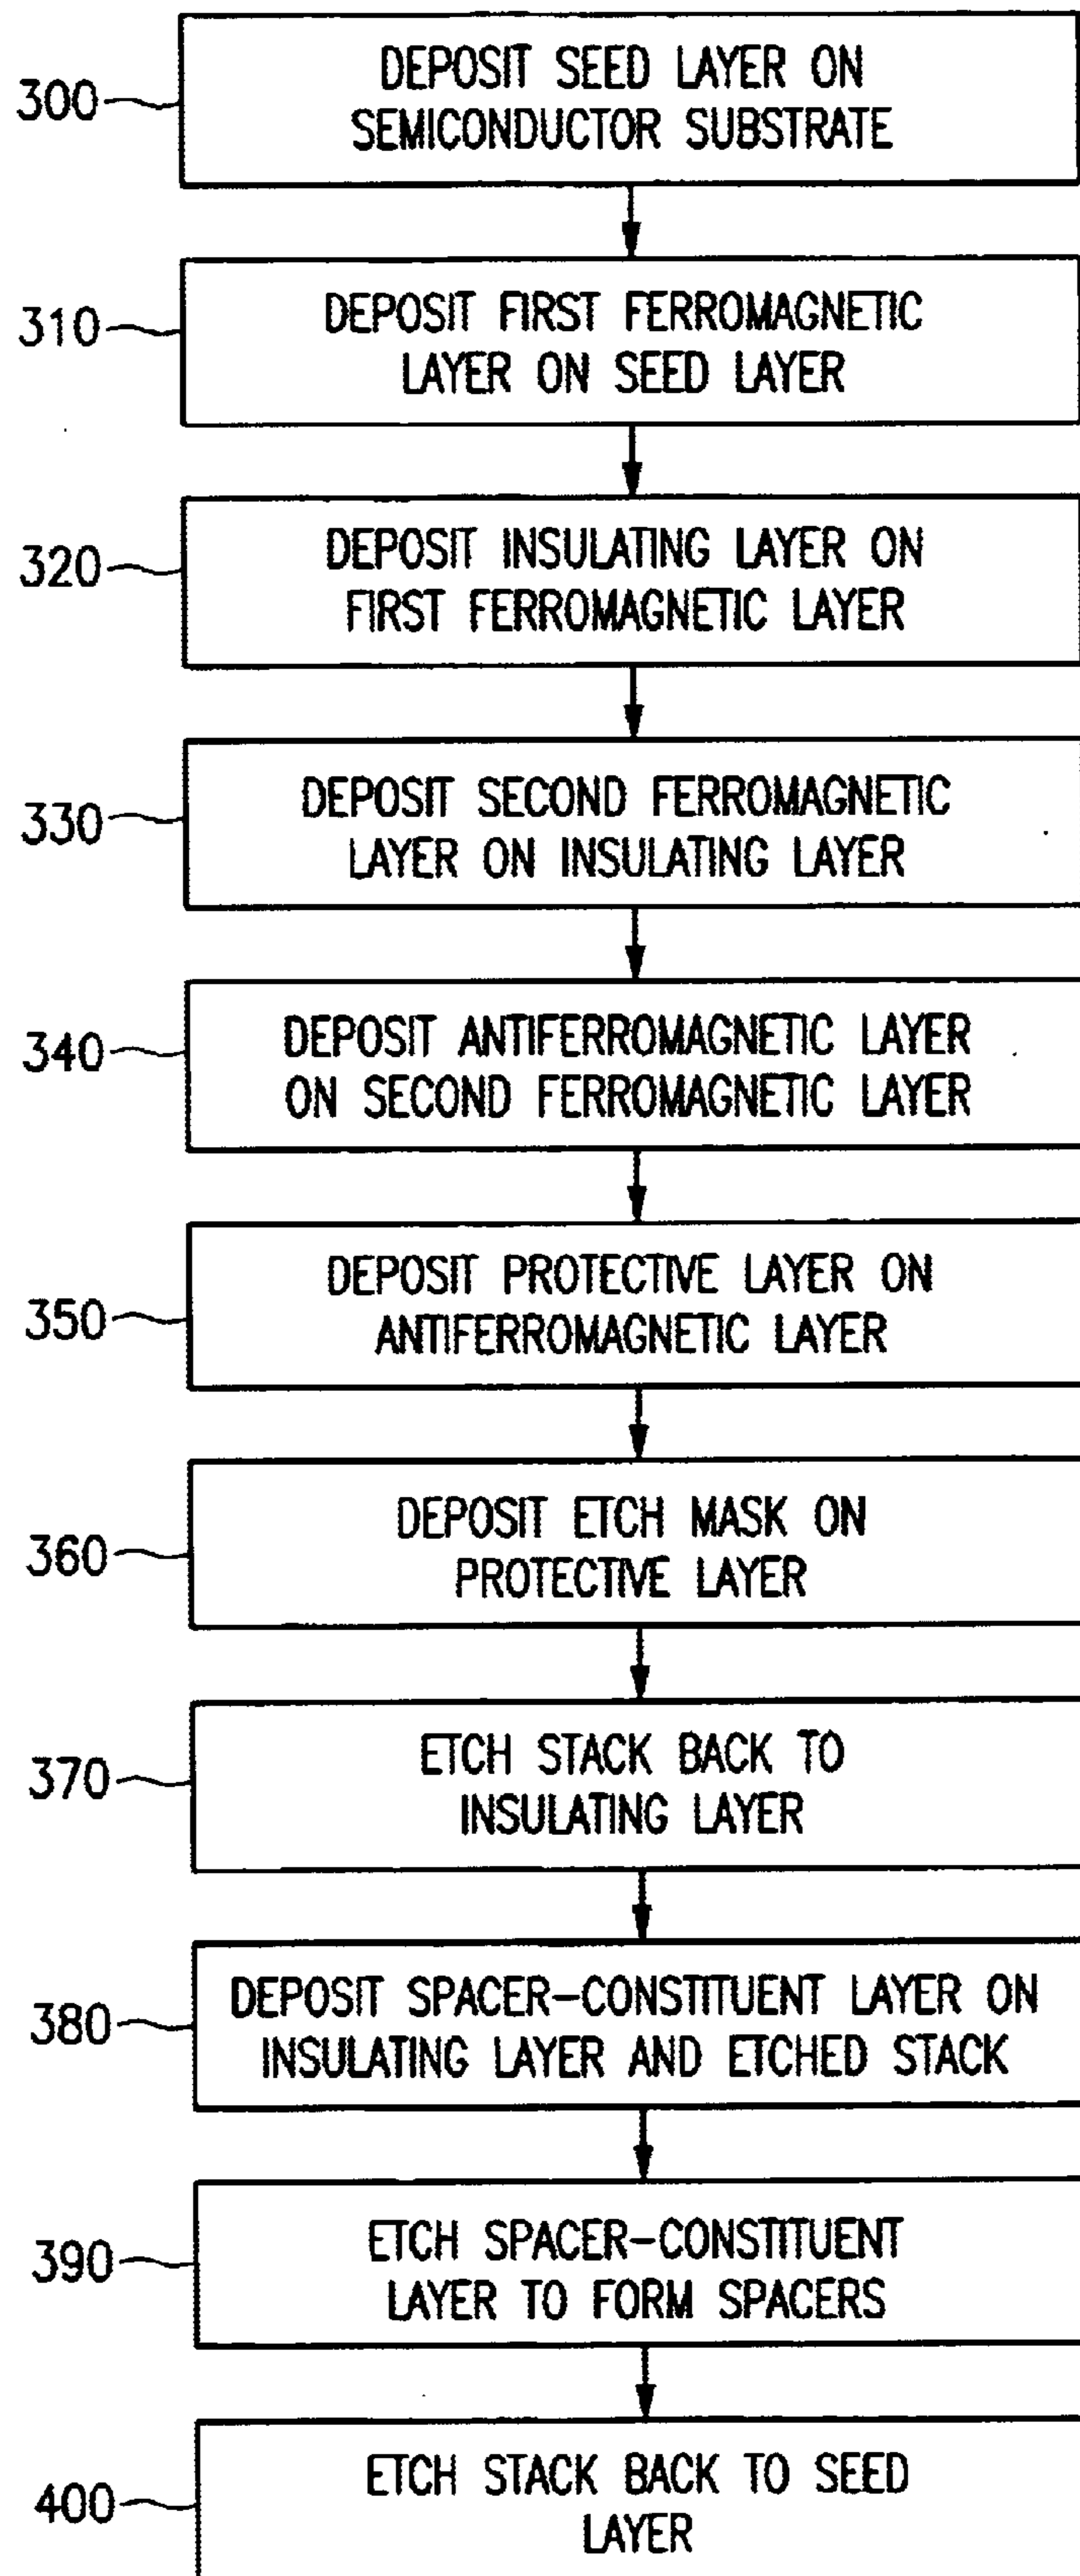 300
DEPOSIT SEED LAYER ON
SEMICONDUCTOR SUBSTRATE
310
DEPOSIT FIRST FERROMAGNETIC
LAYER ON SEED LAYER
320
DEPOSIT INSULATING LAYER ON
FIRST FERROMAGNETIC LAYER
330
DEPOSIT SECOND FERROMAGNETIC
LAYER ON INSULATING LAYER
340
DEPOSIT ANTIFERROMAGNETIC LAYER
ON SECOND FERROMAGNETIC LAYER
350
DEPOSIT PROTECTIVE LAYER ON
ANTIFERROMAGNETIC LAYER
360
DEPOSIT ETCH MASK ON
PROTECTIVE LAYER
370
ETCH STACK BACK TO
INSULATING LAYER
380
DEPOSIT SPACER-CONSTITUENT LAYER ON
INSULATING LAYER AND ETCHED STACK
390
ETCH SPACER-CONSTITUENT
LAYER TO FORM SPACERS
400
ETCH STACK BACK TO SEED
LAYER